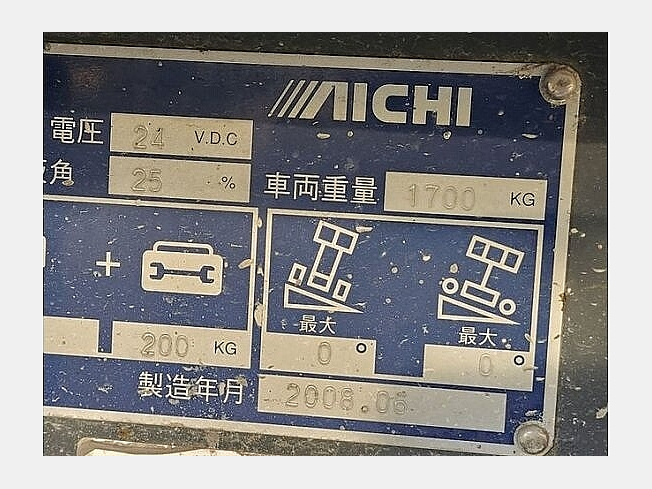 AICHI
電圧 24 V.D.C
角 25 %
車両重量 1700 KG
+
最大 0°
最大 0°
200 KG
製造年月 2008.06